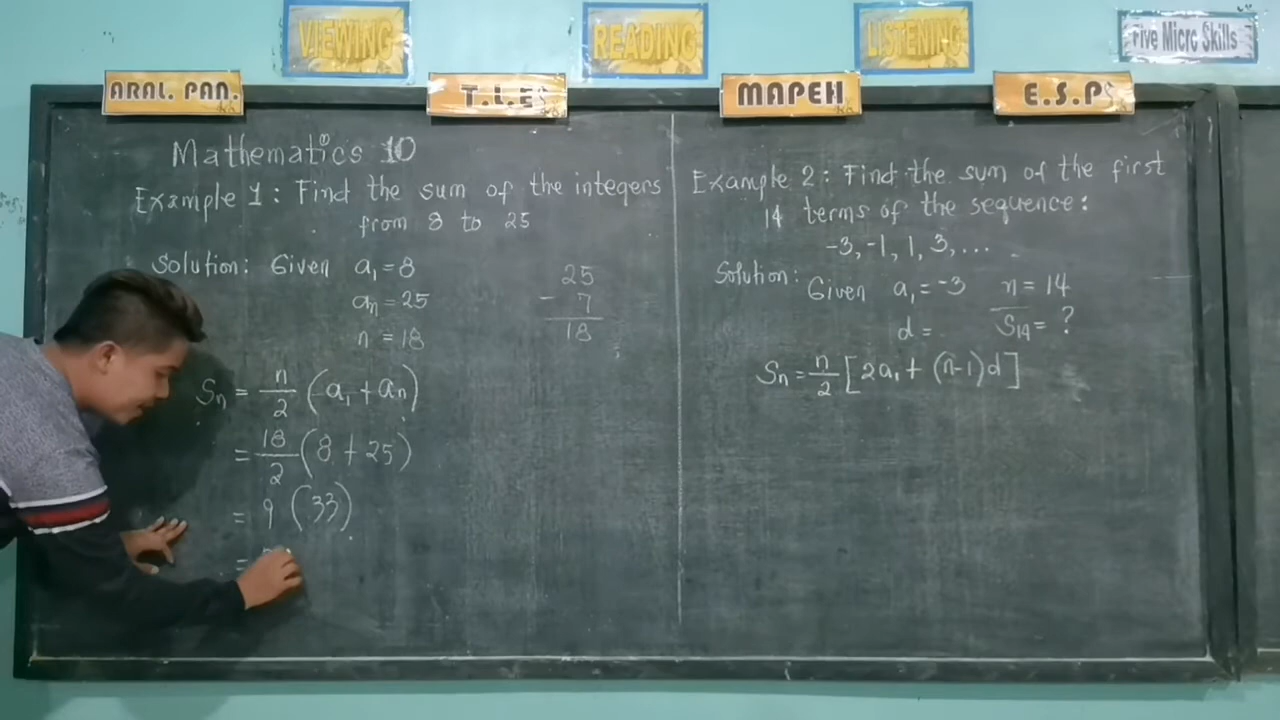 VIEWING
READING
LISTENING
Five Micro Skills
ARAL. PAN.
T.L.E
MAPEH
E.S.P
Mathematics 10
Example 1: Find the sum of the integers
from 8 to 25
Solution: Given a₁ = 8
aₙ = 25
n = 18
25
- 7
18
Sₙ = n/2 (a₁ + aₙ)
= 18/2 (8 + 25)
= 9 (33)
=
Example 2: Find the sum of the first
14 terms of the sequence:
-3, -1, 1, 3, ...
Solution: Given a₁ = -3 n = 14
d = S₁₄ = ?
Sₙ = n/2 [2a₁ + (n-1)d]